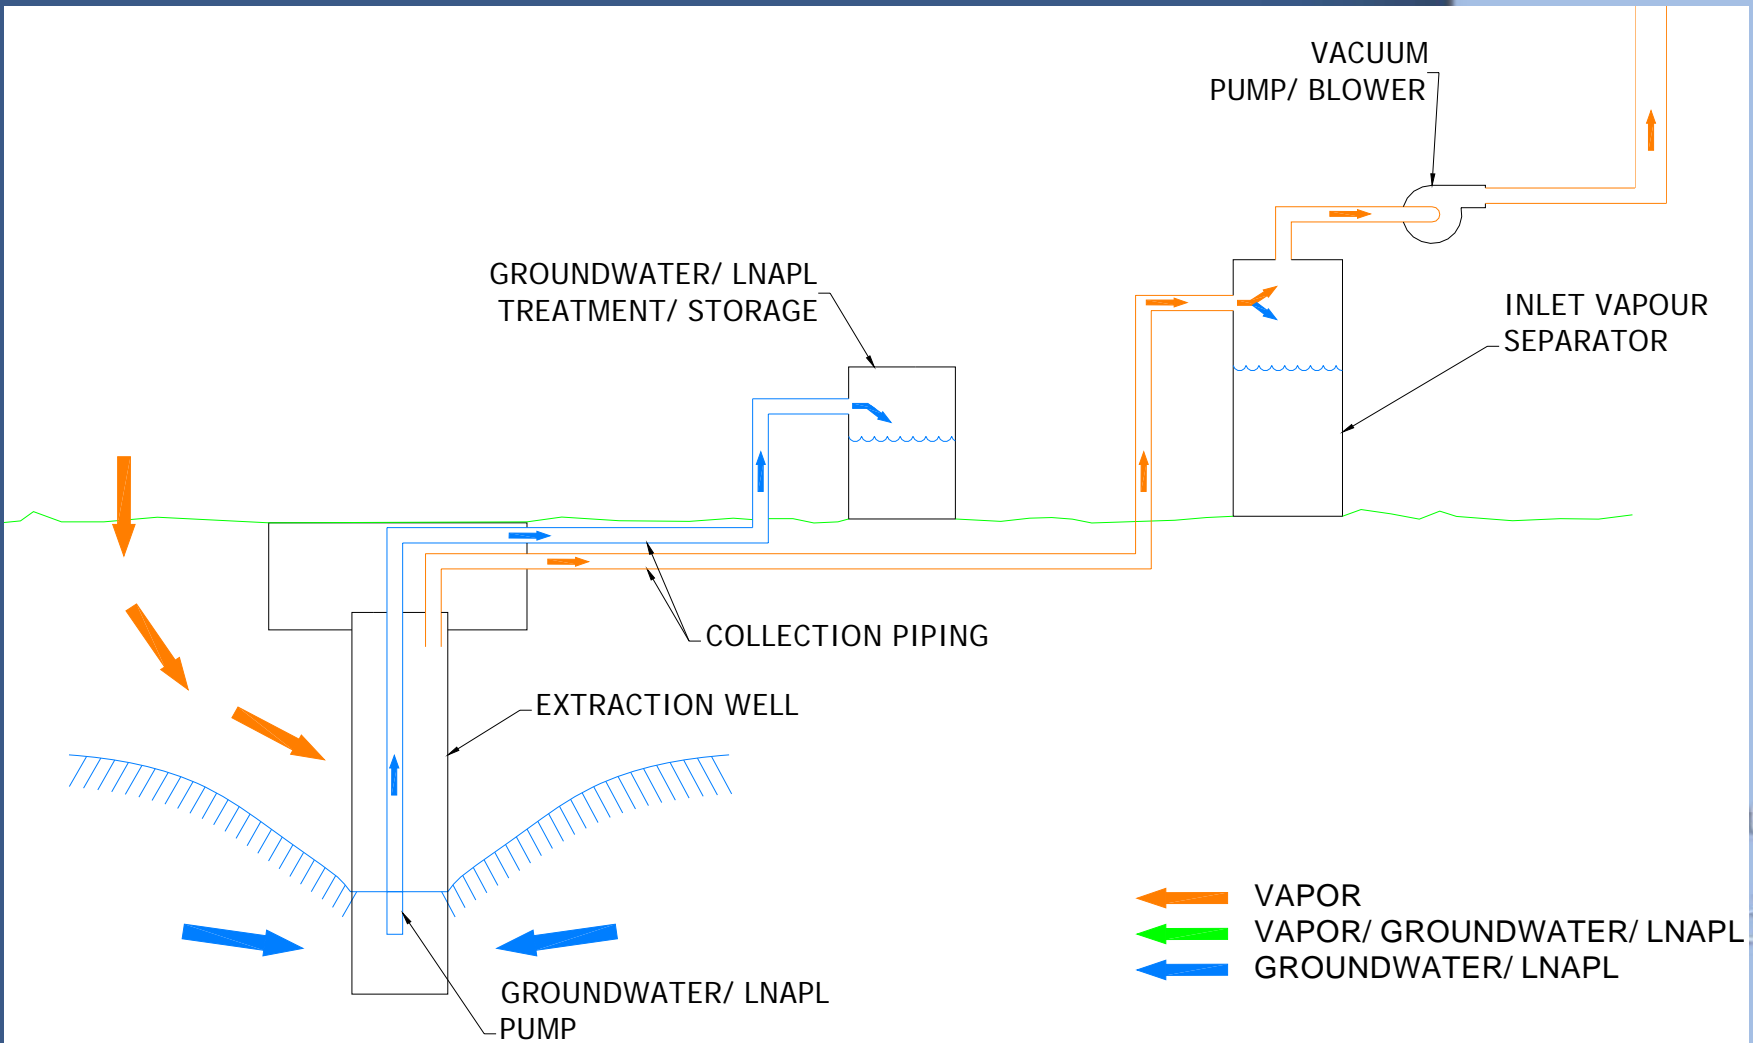 VACUUM
PUMP/ BLOWER
GROUNDWATER/ LNAPL
TREATMENT/ STORAGE
INLET VAPOUR
SEPARATOR
COLLECTION PIPING
EXTRACTION WELL
GROUNDWATER/ LNAPL
PUMP
VAPOR
VAPOR/ GROUNDWATER/ LNAPL
GROUNDWATER/ LNAPL